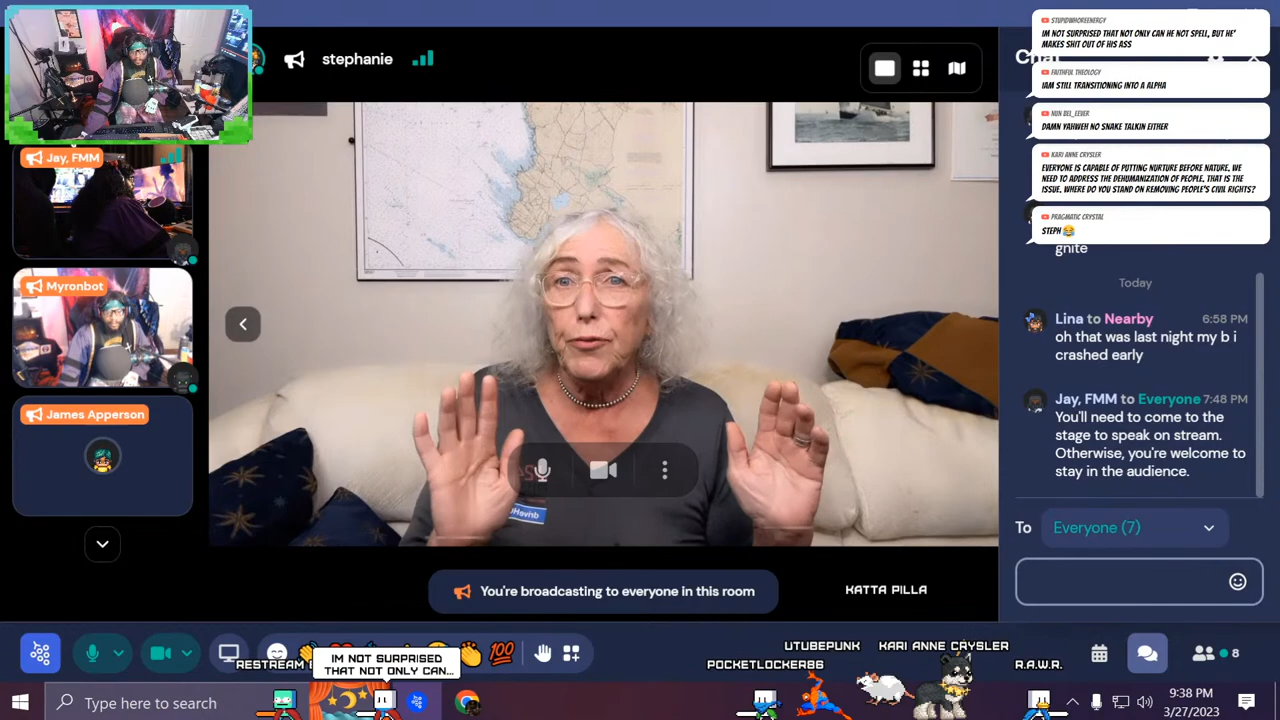 stephanie
Jay, FMM
Myronbot
James Apperson
STUPIDWHOREENERGY
IM NOT SURPRISED THAT NOT ONLY CAN HE NOT SPELL, BUT HE'
MAKES SHIT OUT OF HIS ASS
FAITHFUL THEOLOGY
IAM STILL TRANSITIONING INTO A ALPHA
NUN BEL_EEVER
DAMN YAHWEH NO SNAKE TALKIN EITHER
KARI ANNE CRYSLER
EVERYONE IS CAPABLE OF PUTTING NURTURE BEFORE NATURE. WE
NEED TO ADDRESS THE DEHUMANIZATION OF PEOPLE. THAT IS THE
ISSUE. WHERE DO YOU STAND ON REMOVING PEOPLE'S CIVIL RIGHTS?
PRAGMATIC CRYSTAL
STEPH 😂
gnite
Today
Lina to Nearby 6:58 PM
oh that was last night my b i
crashed early
Jay, FMM to Everyone 7:48 PM
You'll need to come to the
stage to speak on stream.
Otherwise, you're welcome to
stay in the audience.
To Everyone (7)
You're broadcasting to everyone in this room
KATTA PILLA
UTUBEPUNK
KARI ANNE CRYSLER
POCKETLOCKER86
R.A.W.R.
RESTREAM
IM NOT SURPRISED
THAT NOT ONLY CAN...
100
8
Type here to search
9:38 PM
3/27/2023